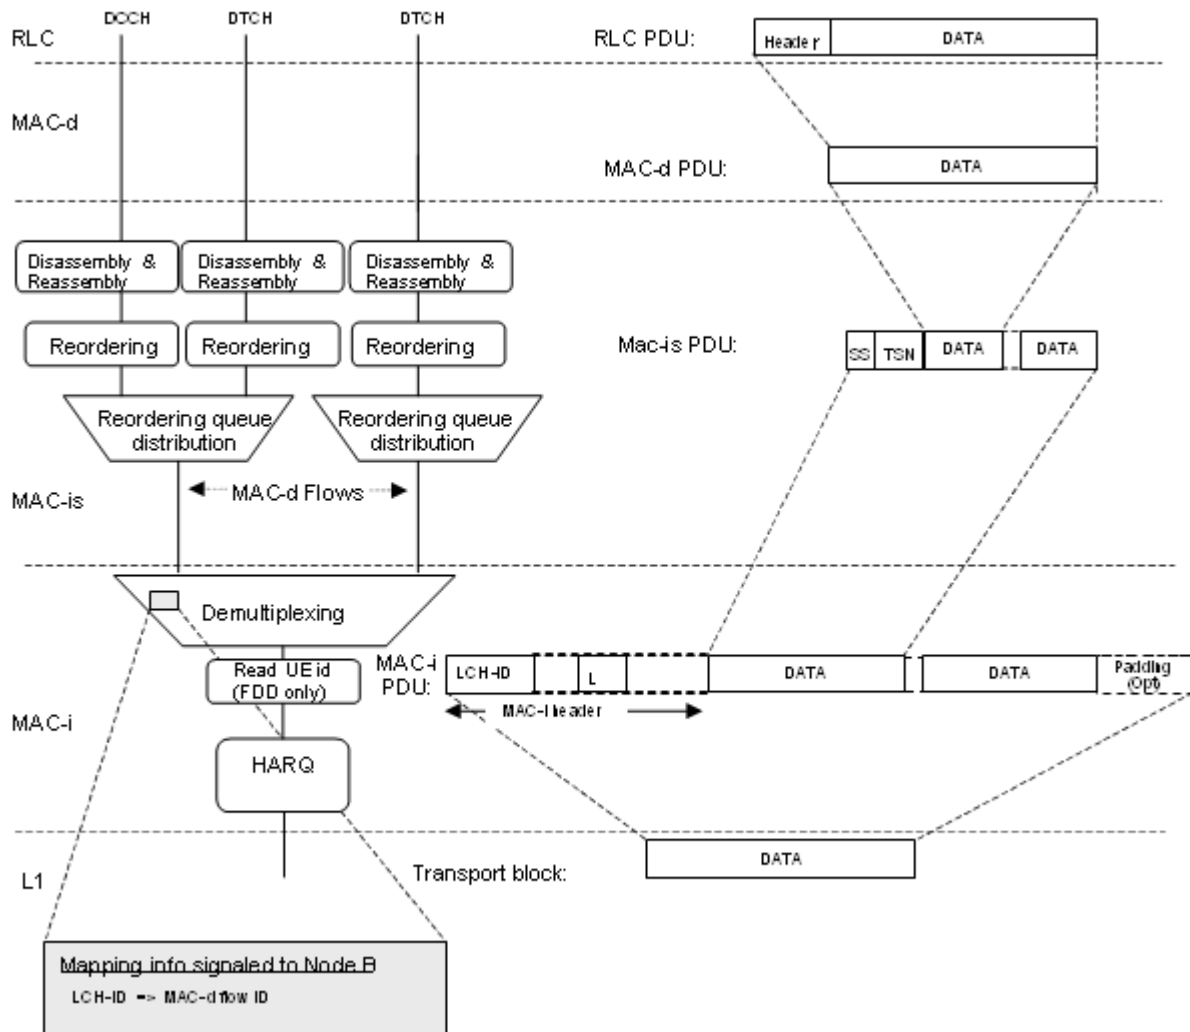 DCCH DTCH DTCH
RLC
RLC PDU:
Header DATA
MAC-d
MAC-d PDU:
DATA
Disassembly & Reassembly
Disassembly & Reassembly
Disassembly & Reassembly
Reordering
Reordering
Reordering
Mac-is PDU:
SS TSN DATA DATA
Reordering queue distribution
Reordering queue distribution
MAC-is
MAC-d Flows
Demultiplexing
Read UE id
(FDD only)
MAC-i
PDU:
LCH-ID L DATA DATA Padding
(Opt)
MAC-i header
MAC-i
HARQ
L1
Transport block:
DATA
Mapping info signaled to Node B
LCH-ID => MAC-d flow ID